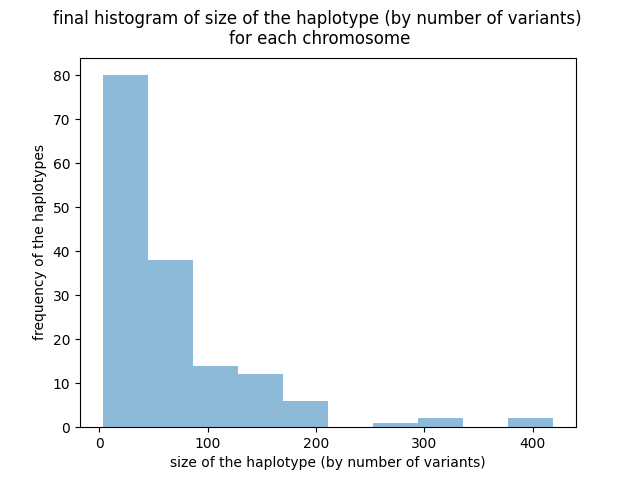 final histogram of size of the haplotype (by number of variants)
for each chromosome
80
70
60
50
40
30
20
10
0
frequency of the haplotypes
0 100 200 300 400
size of the haplotype (by number of variants)